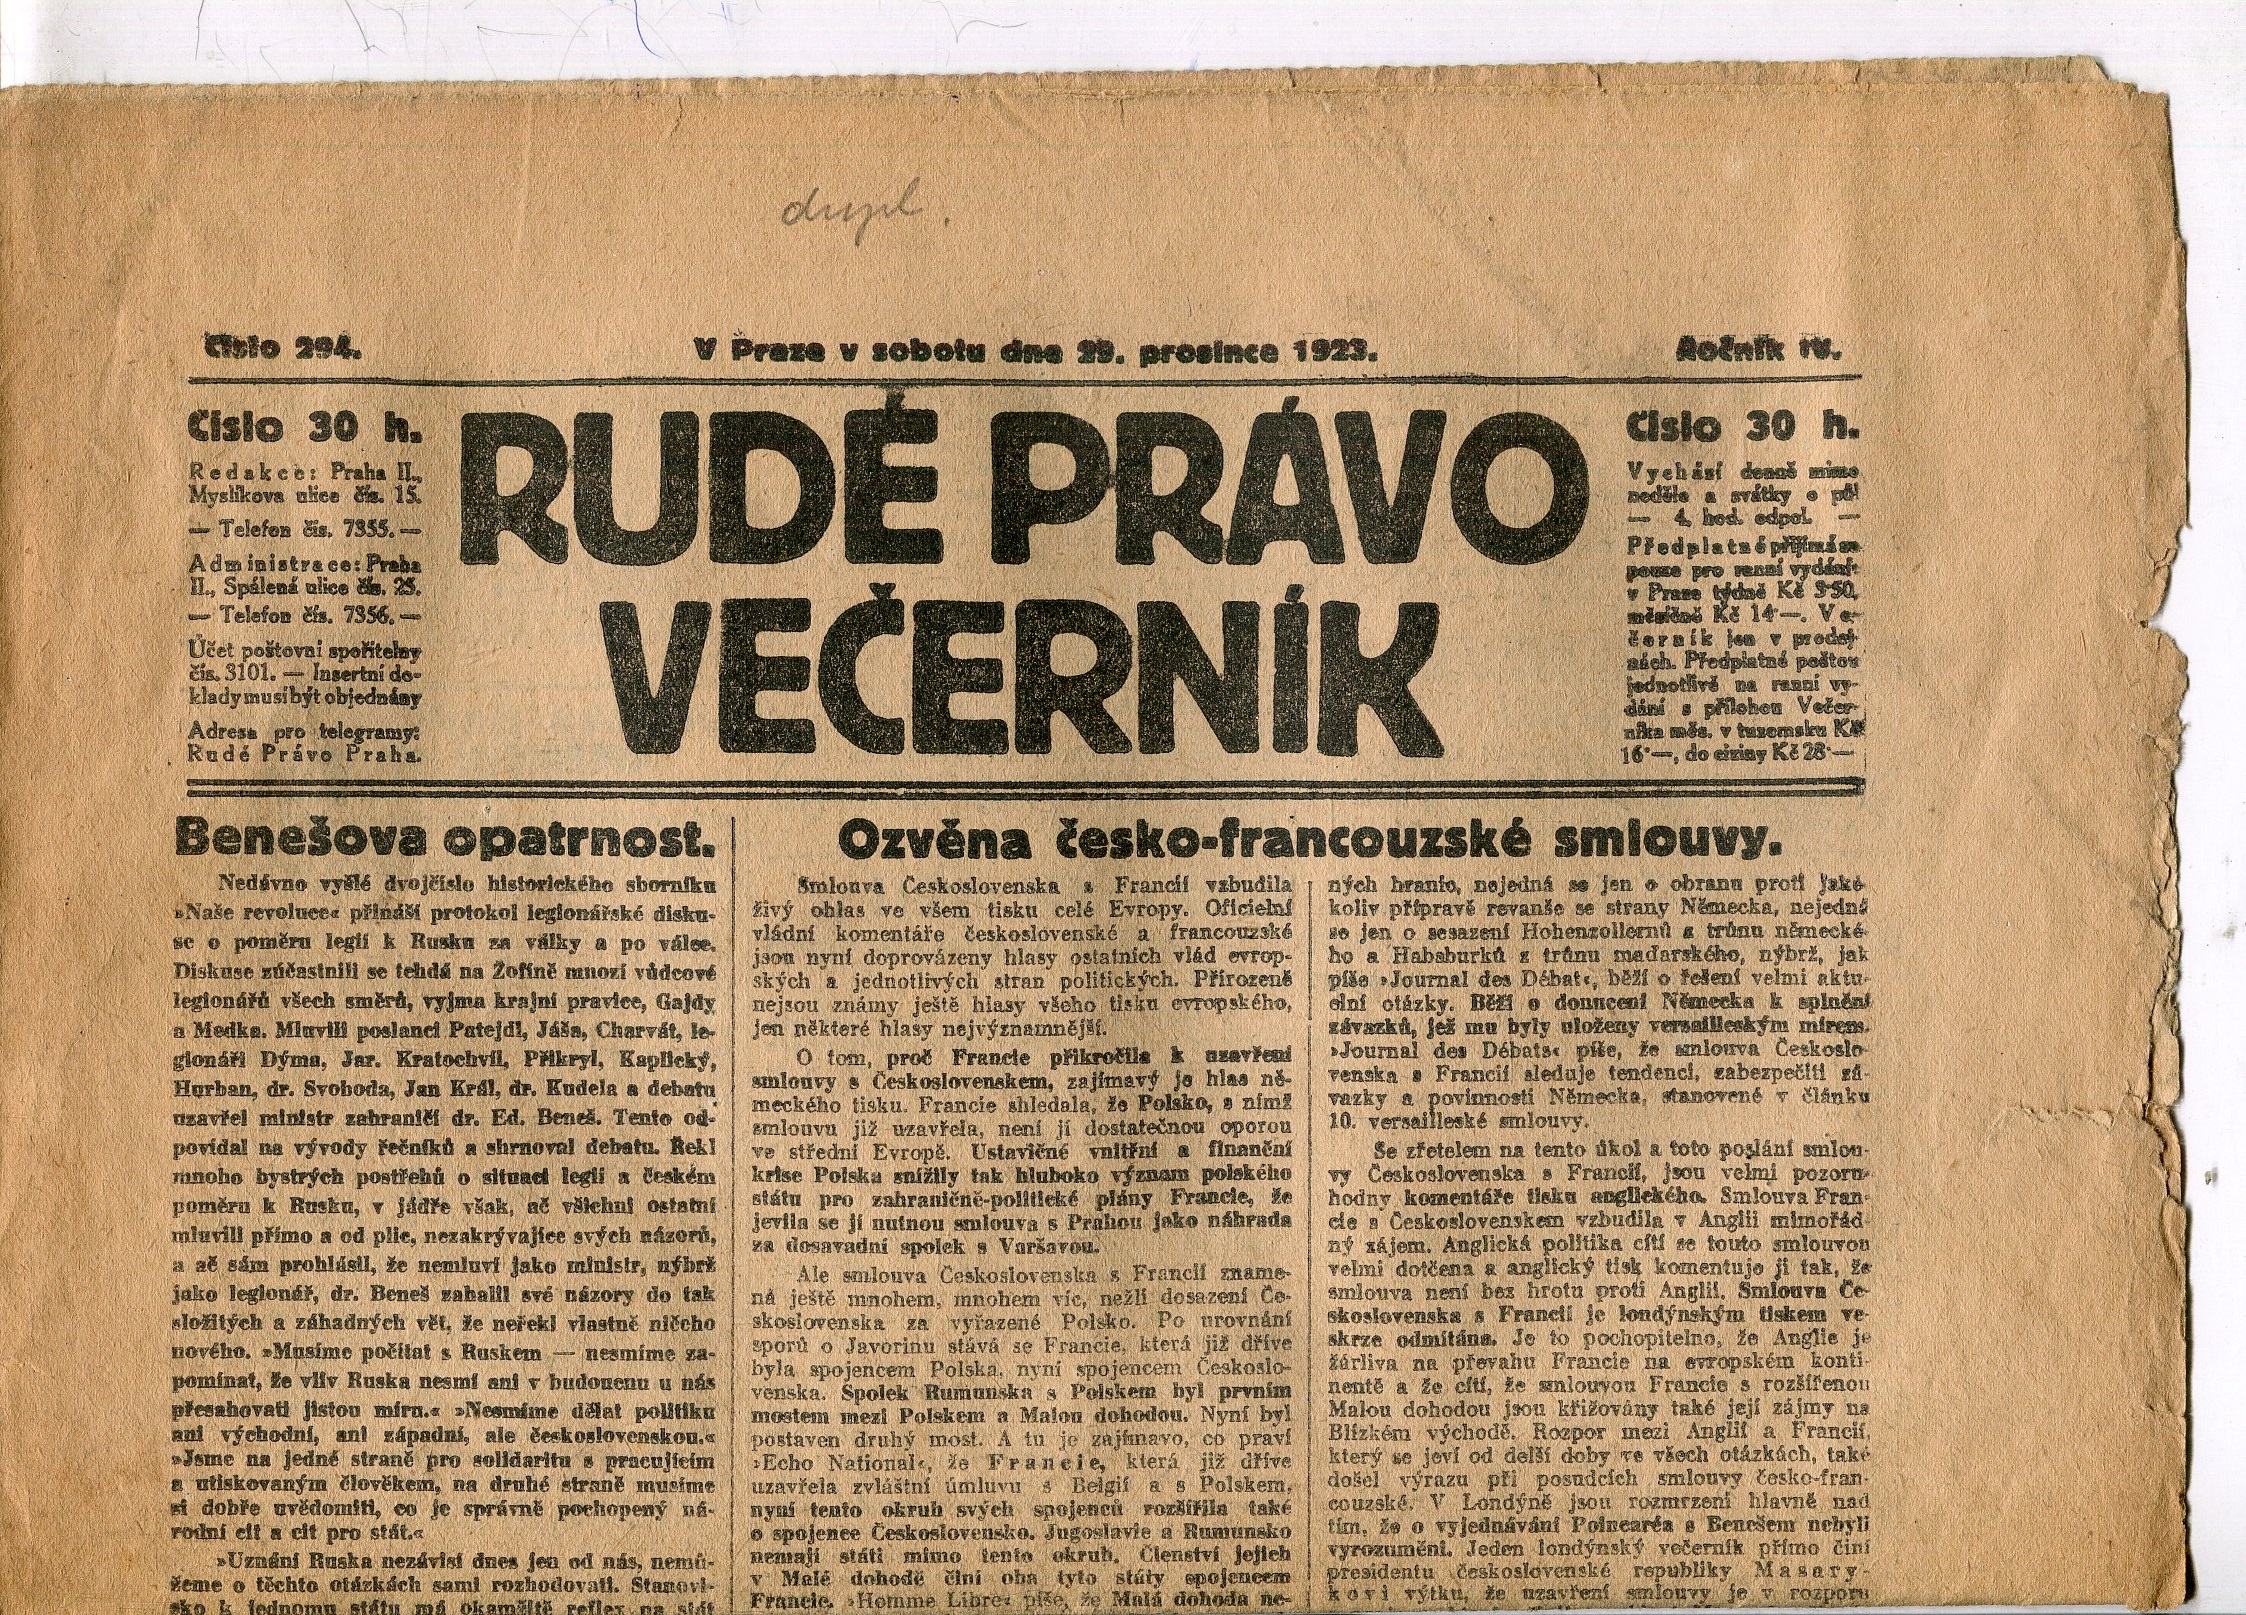 dupl.
Číslo 294.
V Praze v sobotu dne 29. prosince 1923.
Ročník IV.
Číslo 30 h.
Redakce: Praha II.,
Myslíkova ulice čís. 15.
— Telefon čís. 7355. —
Administrace: Praha
II., Spálená ulice čís. 25.
— Telefon čís. 7356. —
Účet poštovní spořitelny
čís. 3101. — Insertní do-
klady musí být objednány
Adresa pro telegramy:
Rudé Právo Praha.
RUDÉ PRÁVO
VEČERNÍK
Číslo 30 h.
Vychází denně mimo
neděle a svátky o půl
— 4. hod. odpol. —
Předplatné přijímá se
pouze pro ranní vydání:
v Praze týdně Kč 3·50,
měsíčně Kč 14·—. Ve-
černík jen v prodej-
nách. Předplatné poštou
jednotlivě na ranní vy-
dání s přílohou Večer-
níka měs. v tuzemsku Kč
16·—, do ciziny Kč 28·—
Benešova opatrnost.
Nedávno vyšlé dvojčíslo historického sborníku
»Naše revoluce« přináší protokol legionářské disku-
se o poměru legií k Rusku za války a po válce.
Diskuse zúčastnili se tehdá na Žofíně mnozí vůdcové
legionářů všech směrů, vyjma krajní pravice, Gajdy
a Medka. Mluvili poslanci Patejdl, Jáša, Charvát, le-
gionáři Dýma, Jar. Kratochvíl, Přikryl, Kaplický,
Hurban, dr. Svoboda, Jan Král, dr. Kudela a debatu
uzavřel ministr zahraničí dr. Ed. Beneš. Tento od-
povídal na vývody řečníků a shrnoval debatu. Řekl
mnoho bystrých postřehů o situaci legií a českém
poměru k Rusku, v jádře však, ač všichni ostatní
mluvili přímo a od plic, nezakrývajíce svých názorů,
a ač sám prohlásil, že nemluví jako ministr, nýbrž
jako legionář, dr. Beneš zahalil své názory do tak
složitých a záhadných vět, že neřekl vlastně ničeho
nového. »Musíme počítat s Ruskem — nesmíme za-
pomínat, že vliv Ruska nesmí ani v budoucnu u nás
přesahovati jistou míru.« »Nesmíme dělat politiku
ani východní, ani západní, ale československou.«
»Jsme na jedné straně pro solidaritu s pracujícím
a utiskovaným člověkem, na druhé straně musíme
si dobře uvědomiti, co je správně pochopený ná-
rodní cit a cit pro stát.«
»Uznání Ruska nezávisí dnes jen od nás, nemů-
žeme o těchto otázkách sami rozhodovati. Stanovi-
sko k jednomu státu má okamžitě reflex na stát
Ozvěna česko-francouzské smlouvy.
Smlouva Československa s Francií vzbudila
živý ohlas ve všem tisku celé Evropy. Oficielní
vládní komentáře československé a francouzské
jsou nyní doprovázeny hlasy ostatních vlád evrop-
ských a jednotlivých stran politických. Přirozeně
nejsou známy ještě hlasy všeho tisku evropského,
jen některé hlasy nejvýznamnější.
O tom, proč Francie přikročila k uzavření
smlouvy s Československem, zajímavý je hlas ně-
meckého tisku. Francie shledala, že Polsko, s nímž
smlouvu již uzavřela, není jí dostatečnou oporou
ve střední Evropě. Ustavičné vnitřní a finanční
krise Polska snížily tak hluboko význam polského
státu pro zahraničně-politické plány Francie, že
jevila se jí nutnou smlouva s Prahou jako náhrada
za dosavadní spolek s Varšavou.
Ale smlouva Československa s Francií zname-
ná ještě mnohem, mnohem víc, nežli dosazení Če-
skoslovenska za vyřazené Polsko. Po urovnání
sporů o Javorinu stává se Francie, která již dříve
byla spojencem Polska, nyní spojencem Českoslo-
venska. Spolek Rumunska s Polskem byl prvním
mostem mezi Polskem a Malou dohodou. Nyní byl
postaven druhý most. A tu je zajímavo, co praví
»Echo National«, že Francie, která již dříve
uzavřela zvláštní úmluvu s Belgií a s Polskem,
nyní tento okruh svých spojenců rozšířila také
o spojence Československo. Jugoslavie a Rumunsko
nemají státi mimo tento okruh. Členství jejich
v Malé dohodě činí oba tyto státy spojencem
Francie. »Homme Libre« píše, že Malá dohoda ne-
ných hranic, nejedná se jen o obranu proti jaké-
koliv přípravě revanše se strany Německa, nejedná
se jen o sesazení Hohenzollernů s trůnu německé-
ho a Habsburků z trůnu maďarského, nýbrž, jak
píše »Journal des Débat«, běží o řešení velmi aktu-
elní otázky. Běží o donucení Německa k splnění
závazků, jež mu byly uloženy versailleským mírem.
»Journal des Débats« píše, že smlouva Českoslo-
venska s Francií sleduje tendenci, zabezpečiti zá-
vazky a povinnosti Německa, stanovené v článku
10. versailleské smlouvy.
Se zřetelem na tento úkol a toto poslání smlou-
vy Československa s Francií, jsou velmi pozoru-
hodny komentáře tisku anglického. Smlouva Fran-
cie s Československem vzbudila v Anglii mimořád-
ný zájem. Anglická politika cítí se touto smlouvou
velmi dotčena a anglický tisk komentuje ji tak, že
smlouva není bez hrotu proti Anglii. Smlouva Če-
skoslovenska s Francií je londýnským tiskem ve-
skrze odmítána. Je to pochopitelno, že Anglie je
žárliva na převahu Francie na evropském konti-
nentě a že cítí, že smlouvou Francie s rozšířenou
Malou dohodou jsou křižovány také její zájmy na
Blízkém východě. Rozpor mezi Anglií a Francií,
který se jeví od delší doby ve všech otázkách, také
došel výrazu při posudcích smlouvy česko-fran-
couzské. V Londýně jsou rozmrzeni hlavně nad
tím, že o vyjednávání Poincaréa s Benešem nebyli
vyrozuměni. Jeden londýnský večerník přímo činí
presidentu československé republiky Masary-
kovi výtku, že uzavření smlouvy je v rozporu